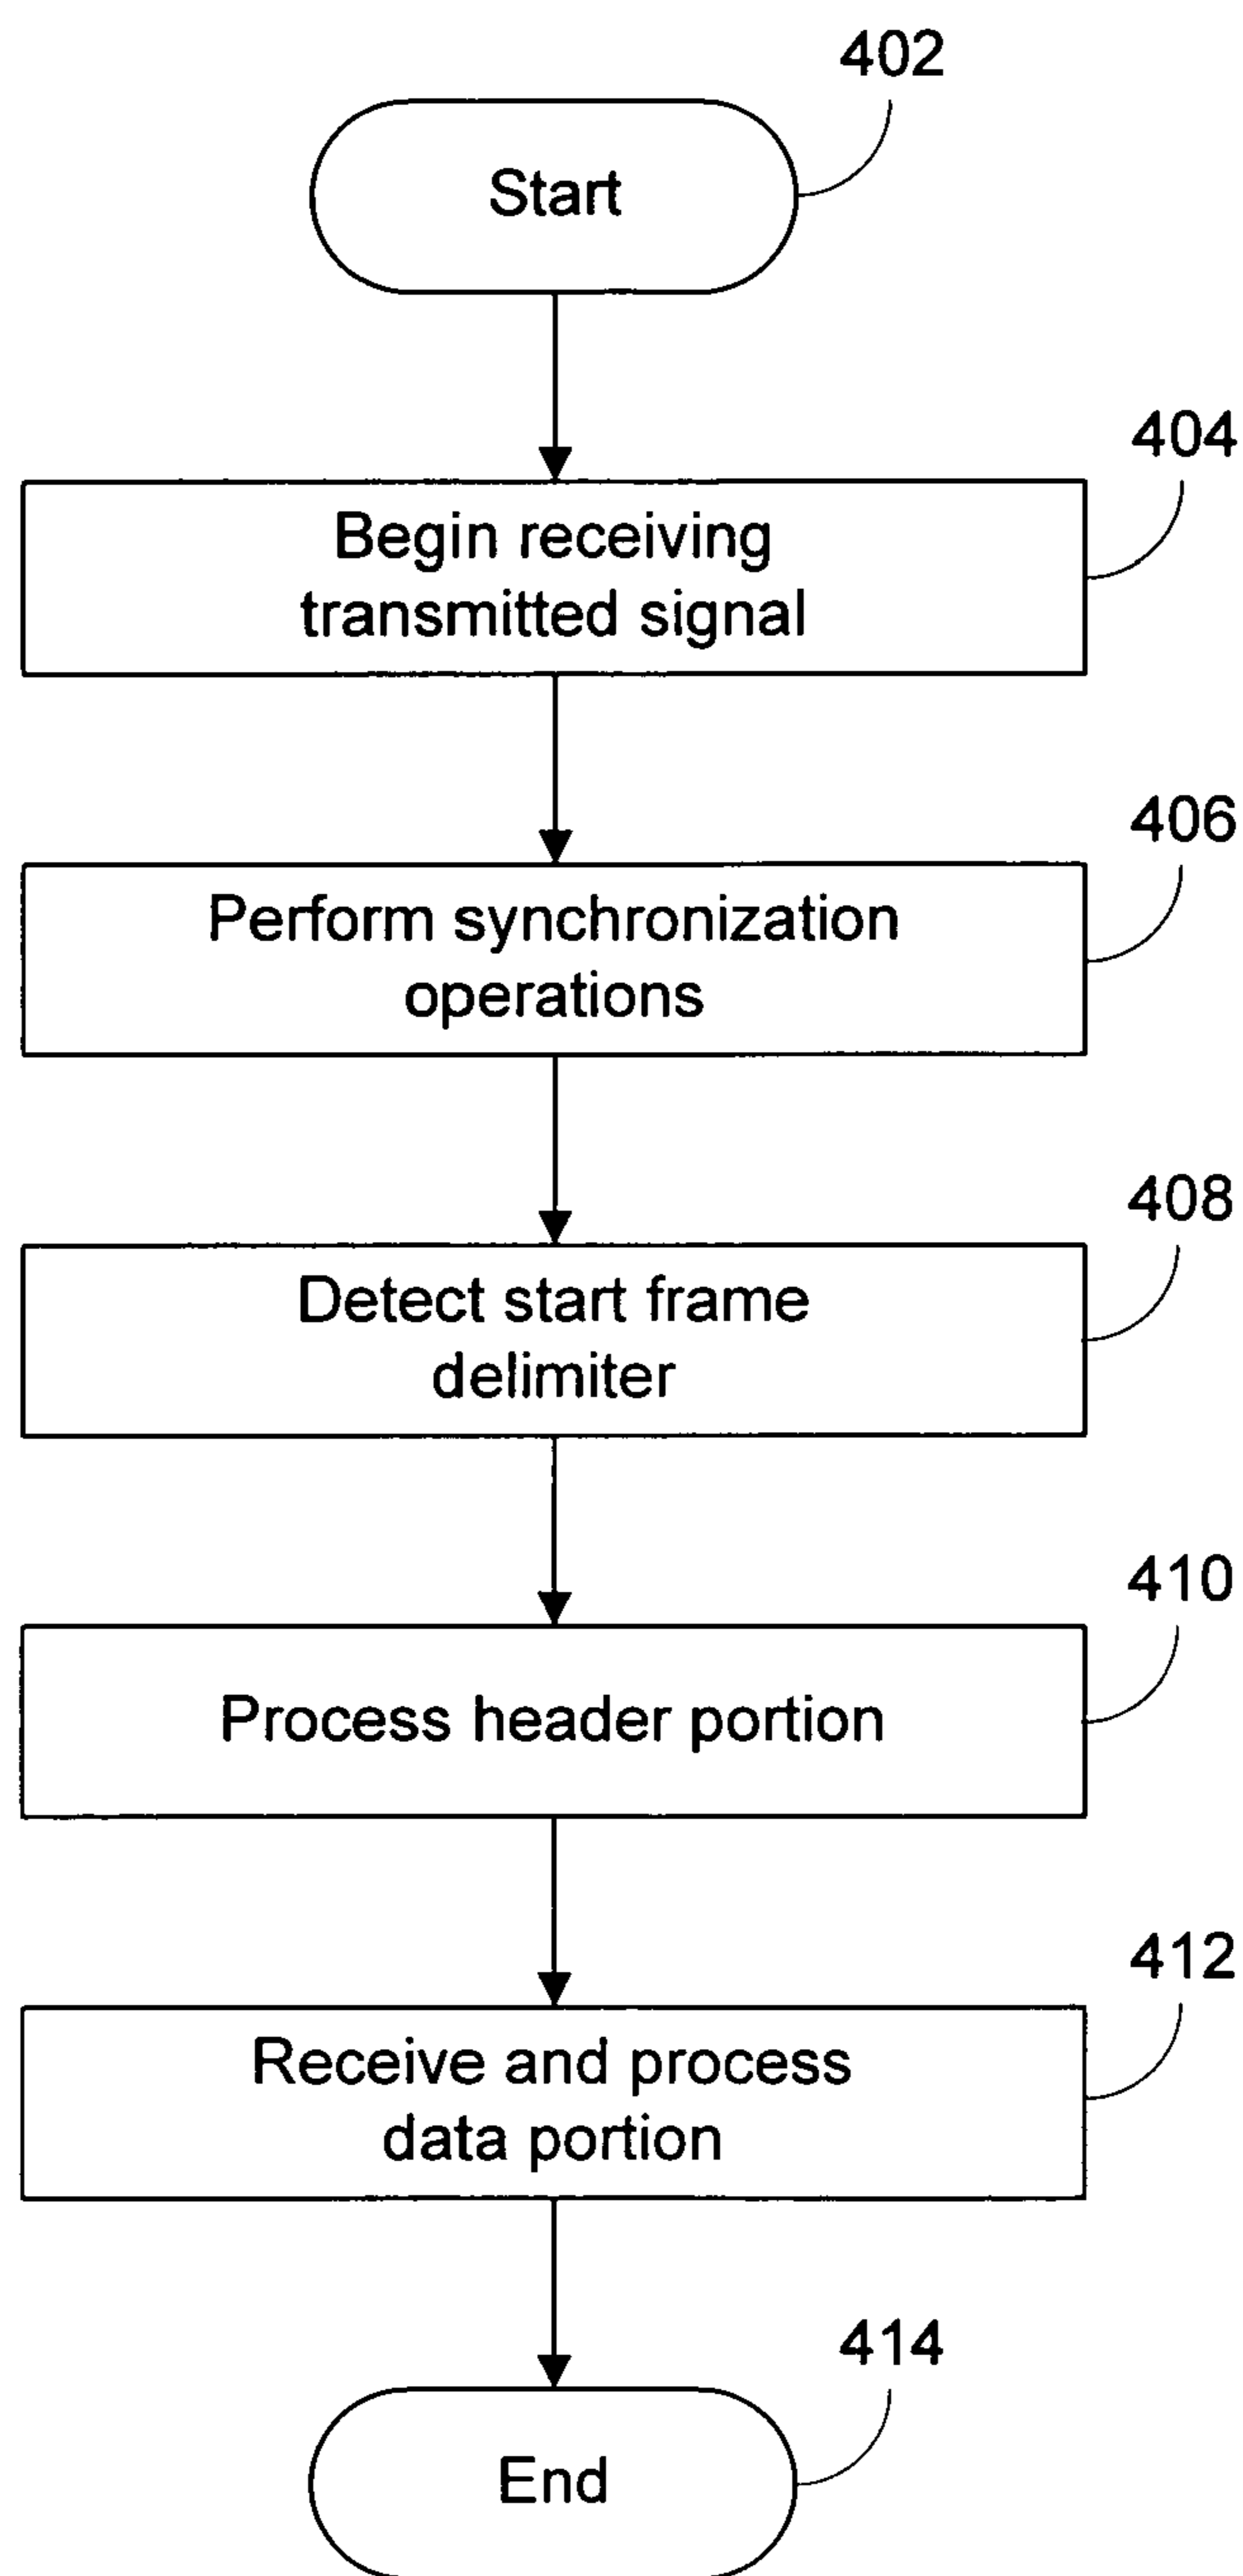 402
Start
404
Begin receiving
transmitted signal
406
Perform synchronization
operations
408
Detect start frame
delimiter
410
Process header portion
412
Receive and process
data portion
414
End